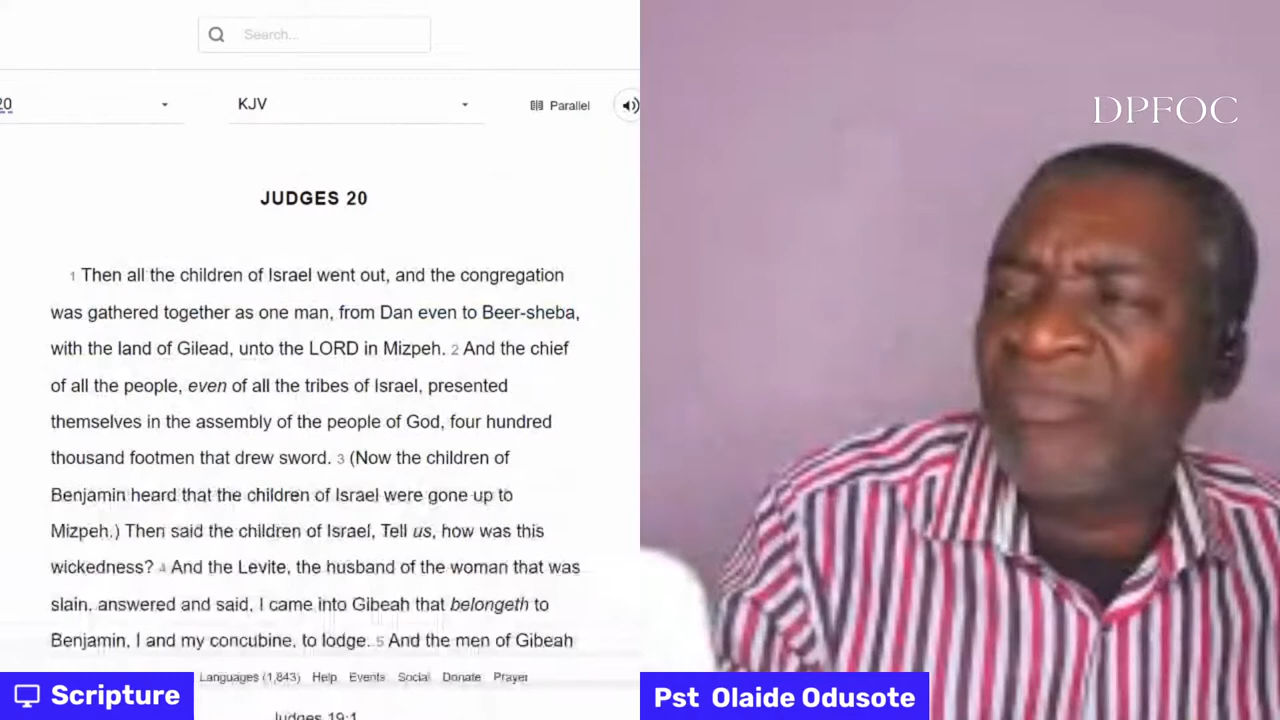 Search...
20
KJV
Parallel
JUDGES 20
1 Then all the children of Israel went out, and the congregation
was gathered together as one man, from Dan even to Beer-sheba,
with the land of Gilead, unto the LORD in Mizpeh. 2 And the chief
of all the people, even of all the tribes of Israel, presented
themselves in the assembly of the people of God, four hundred
thousand footmen that drew sword. 3 (Now the children of
Benjamin heard that the children of Israel were gone up to
Mizpeh.) Then said the children of Israel, Tell us, how was this
wickedness? 4 And the Levite, the husband of the woman that was
slain, answered and said, I came into Gibeah that belongeth to
Benjamin, I and my concubine, to lodge. 5 And the men of Gibeah
Languages (1,843) Help Events Social Donate Prayer
Judges 19:1
Scripture
DPFOC
Pst Olaide Odusote